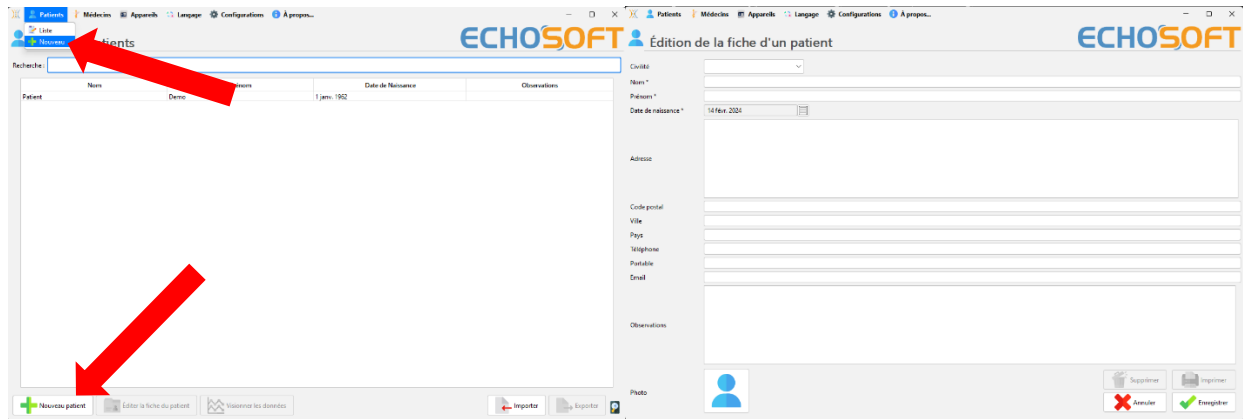 Patients Médecins Appareils Langage Configurations À propos...
Liste
Nouveau
tients
ECHOSOFT
Recherche :
Nom Prénom Date de Naissance Observations
Patient Demo 1 janv. 1962
Nouveau patient Editer la fiche du patient Visionner les données Importer Exporter
Patients Médecins Appareils Langage Configurations À propos...
Édition de la fiche d'un patient
ECHOSOFT
Civilité
Nom *
Prénom *
Date de naissance * 14 févr. 2024
Adresse
Code postal
Ville
Pays
Téléphone
Portable
Email
Observations
Photo
Supprimer Imprimer
Annuler Enregistrer